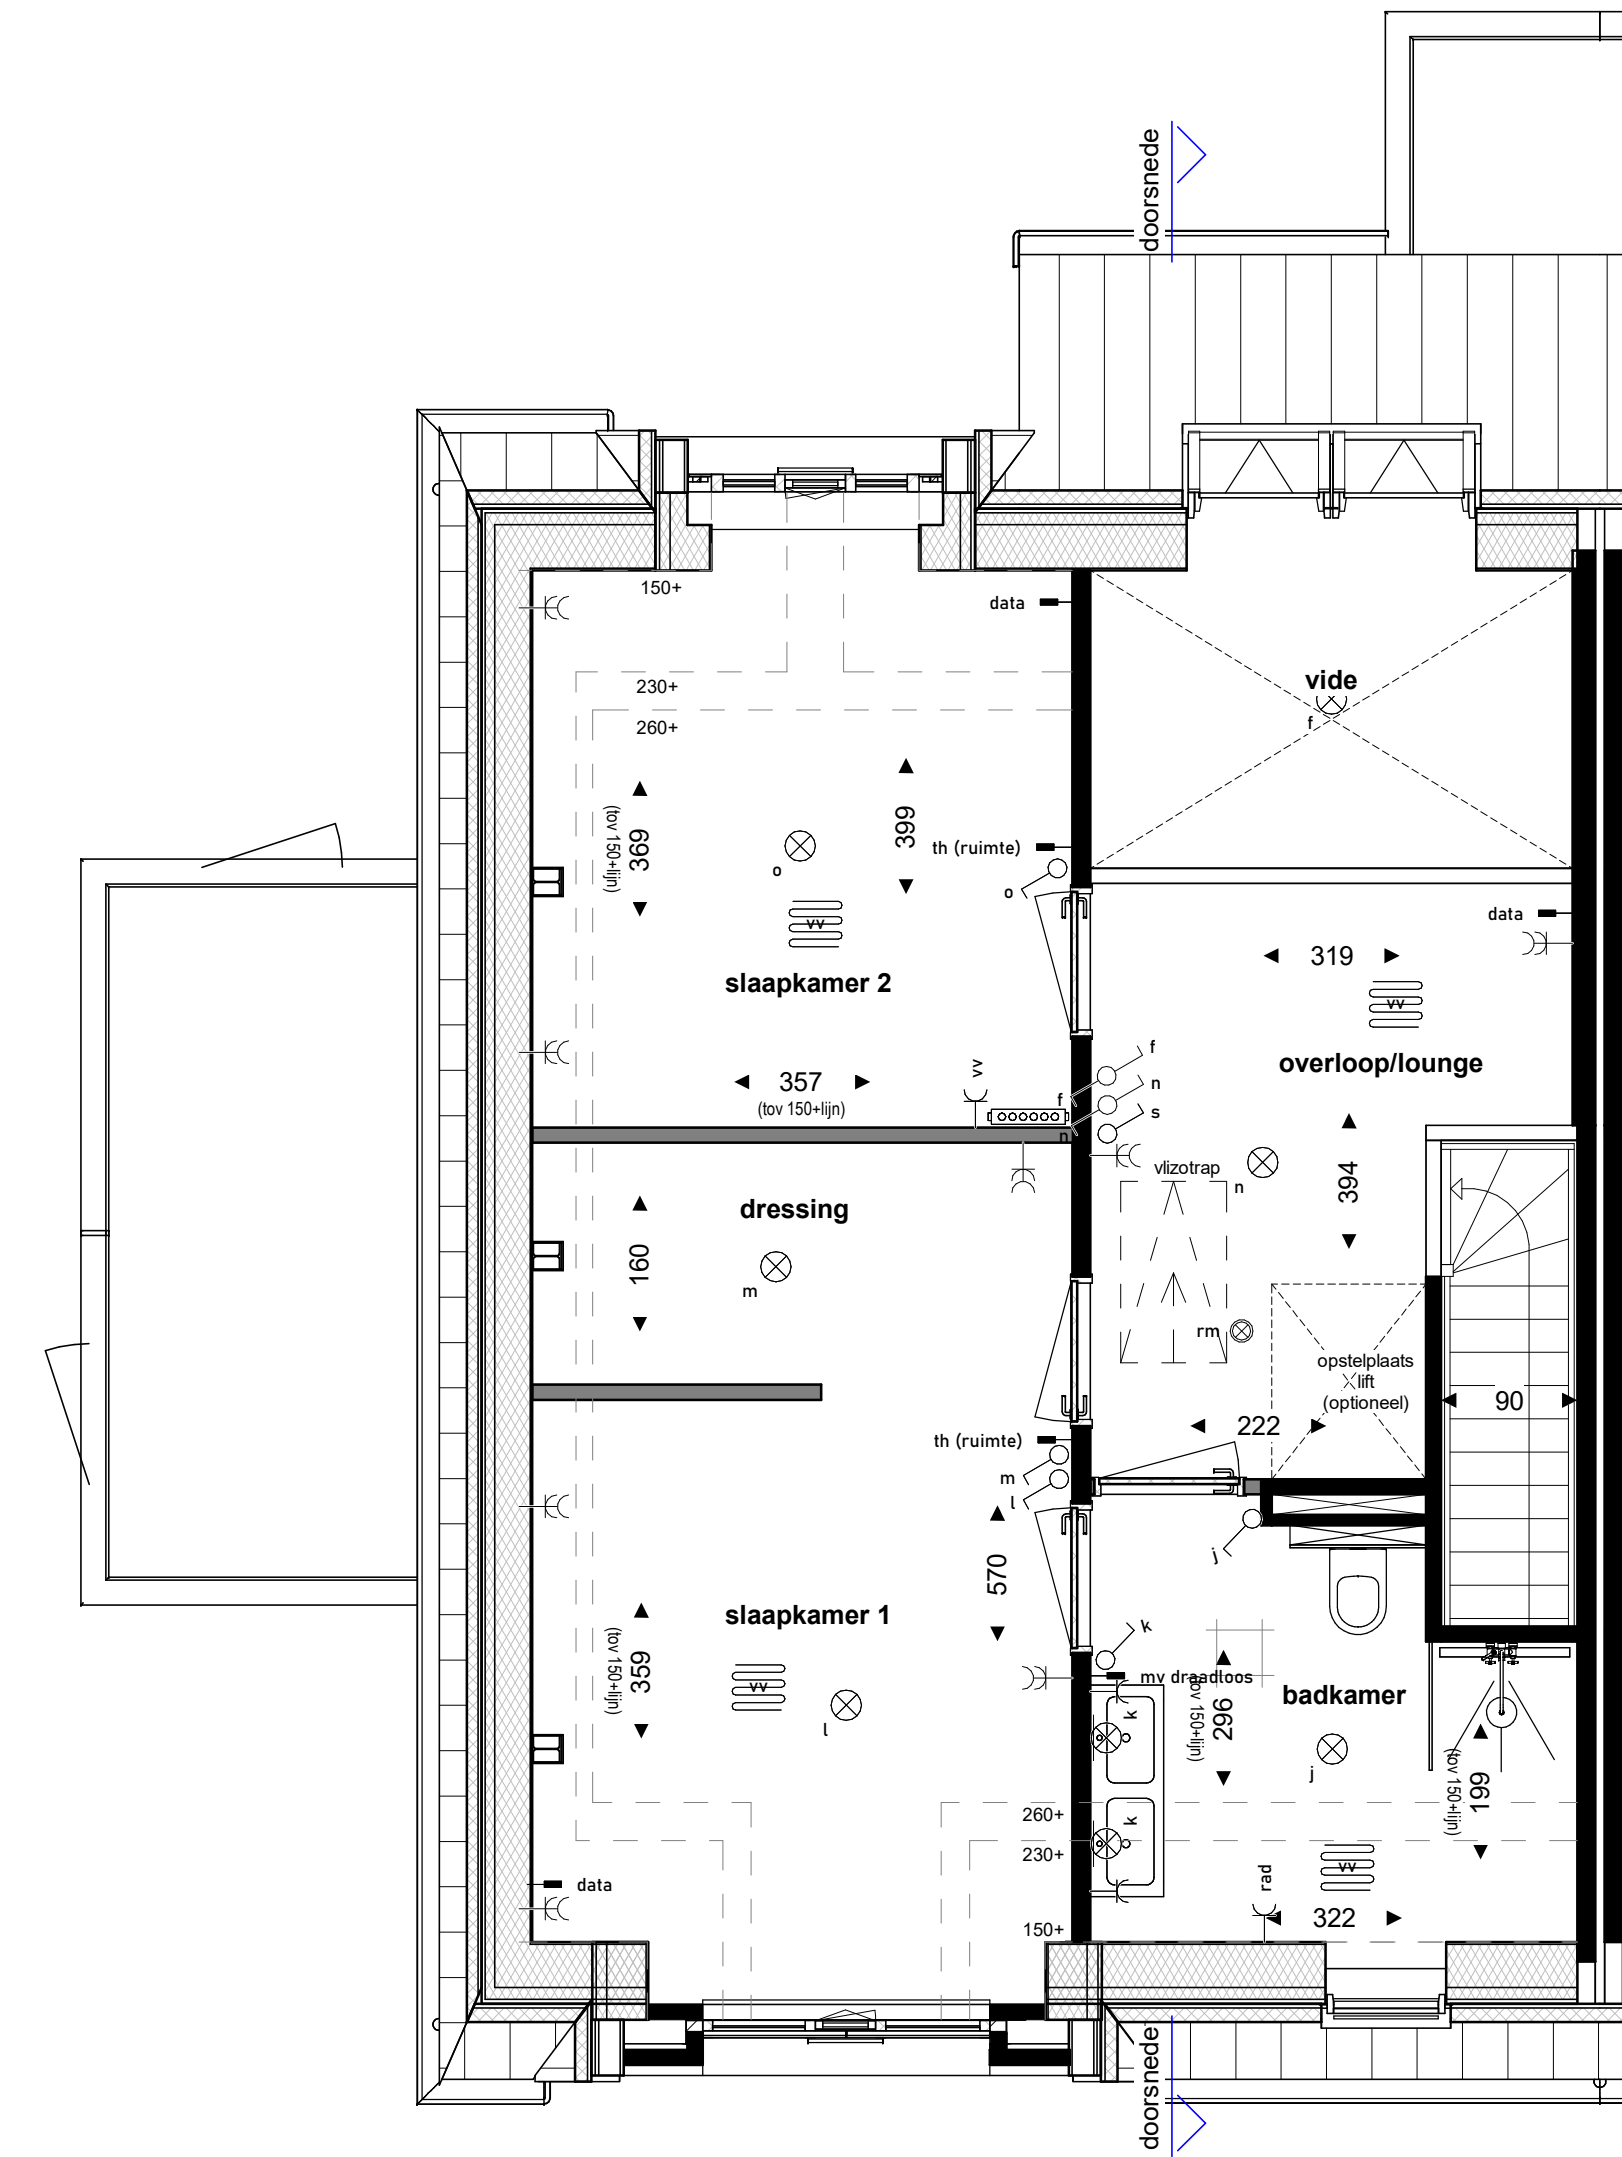 doorsnede
150+
data
230+
260+
vide
f
399
369
(tov 150+lijn)
th (ruimte)
o
o
vv
data
319
slaapkamer 2
vv
overloop/lounge
f
n
s
vv
357
(tov 150+lijn)
f
n
vlizotrap
n
394
dressing
160
m
rm
opstelplaats
lift
(optioneel)
90
222
th (ruimte)
m
l
j
570
slaapkamer 1
k
359
(tov 150+lijn)
vv
l
mv draadloos
296
(tov 150+lijn)
badkamer
k
j
199
(tov 150+lijn)
260+
k
230+
vv
rad
data
322
150+
doorsnede